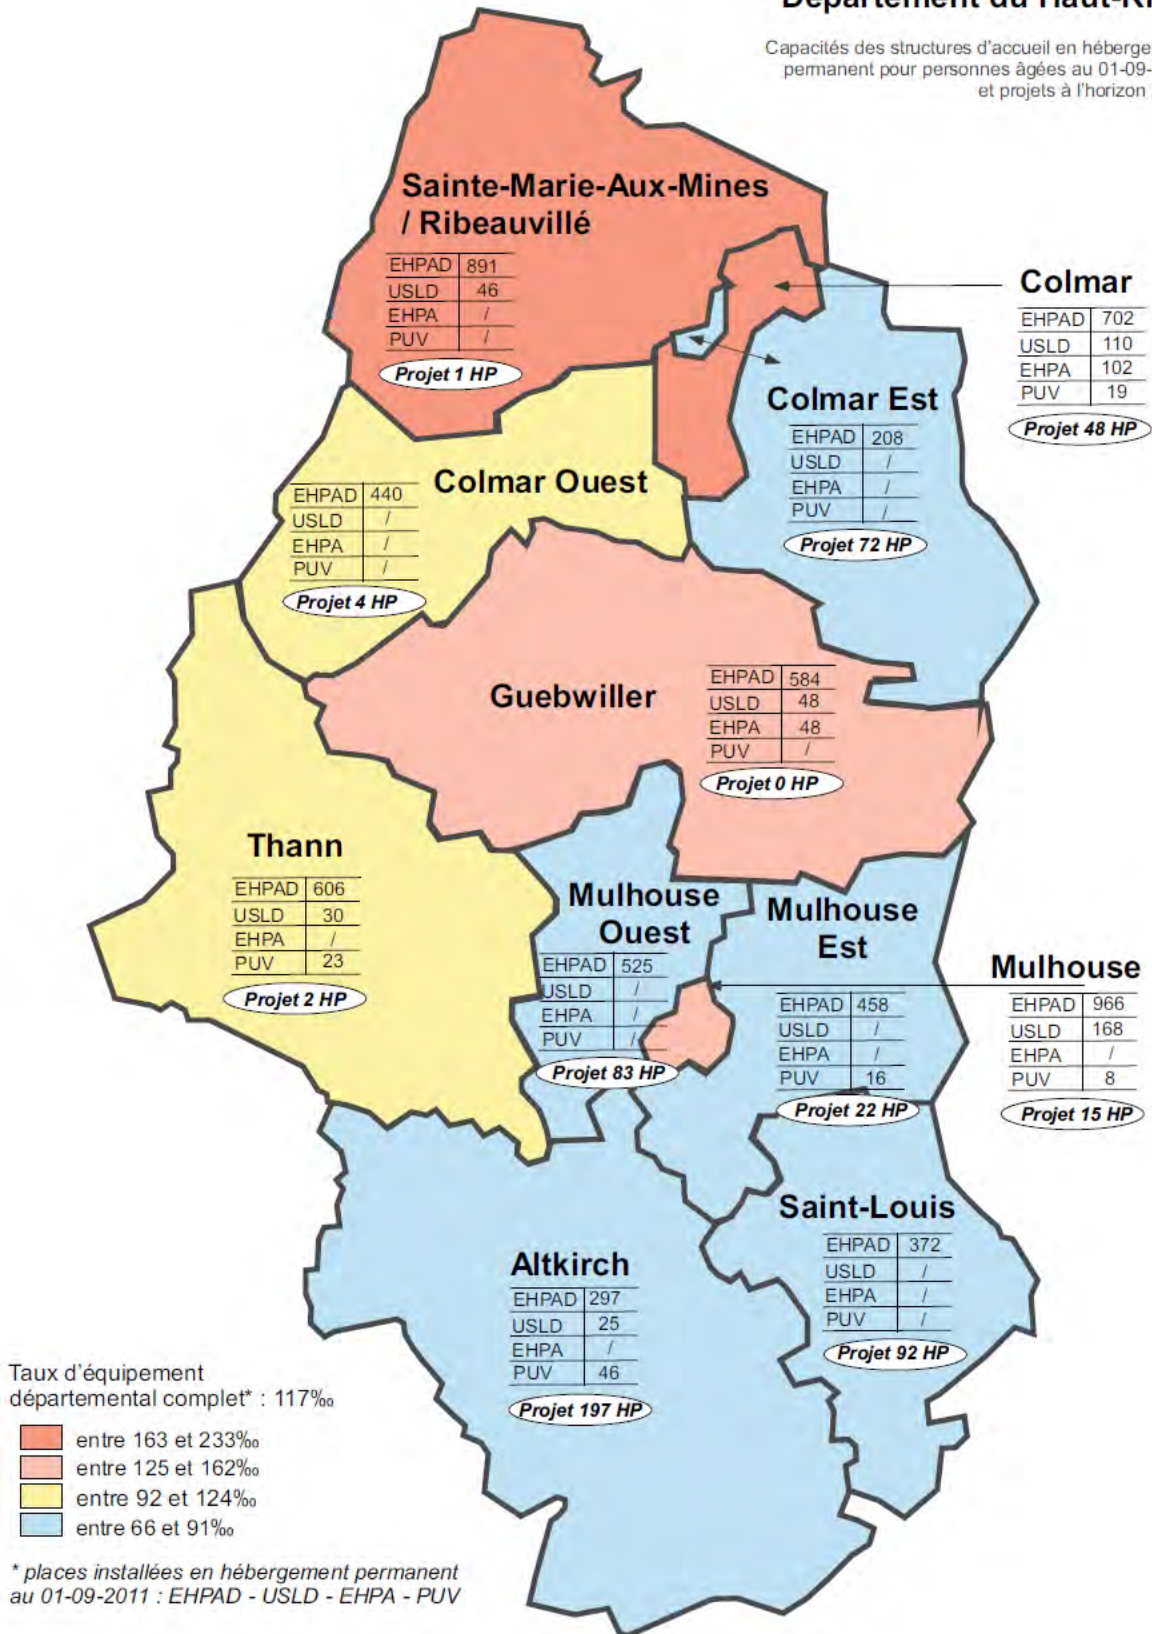 Département du Haut-R
Capacités des structures d'accueil en héberge
permanent pour personnes âgées au 01-09-
et projets à l'horizon
Sainte-Marie-Aux-Mines
/ Ribeauvillé
EHPAD 891
USLD 46
EHPA /
PUV /
Projet 1 HP
Colmar
EHPAD 702
USLD 110
EHPA 102
PUV 19
Projet 48 HP
Colmar Est
EHPAD 208
USLD /
EHPA /
PUV /
Projet 72 HP
Colmar Ouest
EHPAD 440
USLD /
EHPA /
PUV /
Projet 4 HP
Guebwiller
EHPAD 584
USLD 48
EHPA 48
PUV /
Projet 0 HP
Thann
EHPAD 606
USLD 30
EHPA /
PUV 23
Projet 2 HP
Mulhouse
Ouest
EHPAD 525
USLD /
EHPA /
PUV /
Projet 83 HP
Mulhouse
Est
EHPAD 458
USLD /
EHPA /
PUV 16
Projet 22 HP
Mulhouse
EHPAD 966
USLD 168
EHPA /
PUV 8
Projet 15 HP
Saint-Louis
EHPAD 372
USLD /
EHPA /
PUV /
Projet 92 HP
Altkirch
EHPAD 297
USLD 25
EHPA /
PUV 46
Projet 197 HP
Taux d'équipement
départemental complet* : 117‰
entre 163 et 233‰
entre 125 et 162‰
entre 92 et 124‰
entre 66 et 91‰
* places installées en hébergement permanent
au 01-09-2011 : EHPAD - USLD - EHPA - PUV